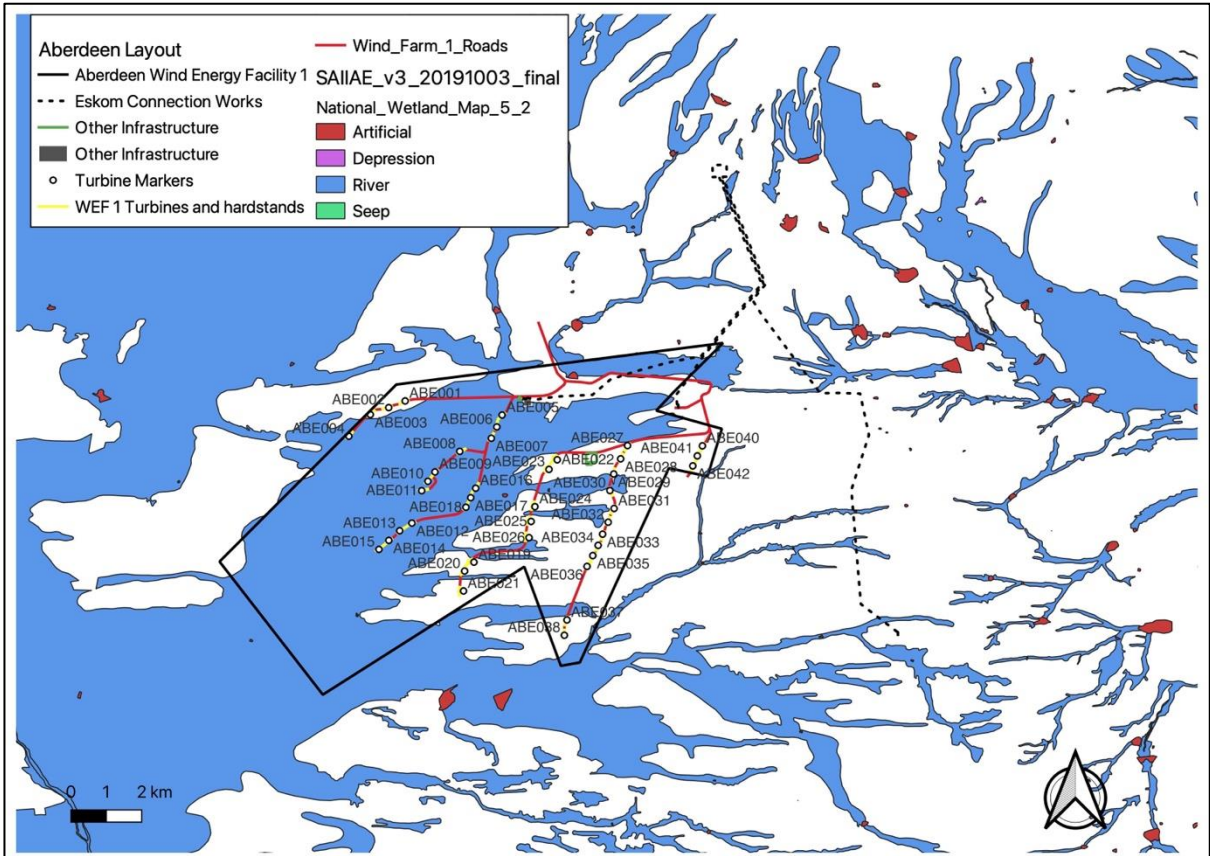 Aberdeen Layout
Aberdeen Wind Energy Facility 1
Eskom Connection Works
Other Infrastructure
Other Infrastructure
Turbine Markers
WEF 1 Turbines and hardstands
Wind_Farm_1_Roads
SAIIAE_v3_20191003_final
National_Wetland_Map_5_2
Artificial
Depression
River
Seep
ABE001
ABE002
ABE003
ABE004
ABE005
ABE006
ABE007
ABE008
ABE009
ABE010
ABE011
ABE027
ABE022
ABE023
ABE041
ABE040
ABE028
ABE042
ABE016
ABE030
ABE029
ABE024
ABE031
ABE018
ABE017
ABE013
ABE012
ABE025
ABE032
ABE015
ABE014
ABE026
ABE034
ABE033
ABE020
ABE019
ABE036
ABE035
ABE021
ABE037
ABE038
0 1 2 km